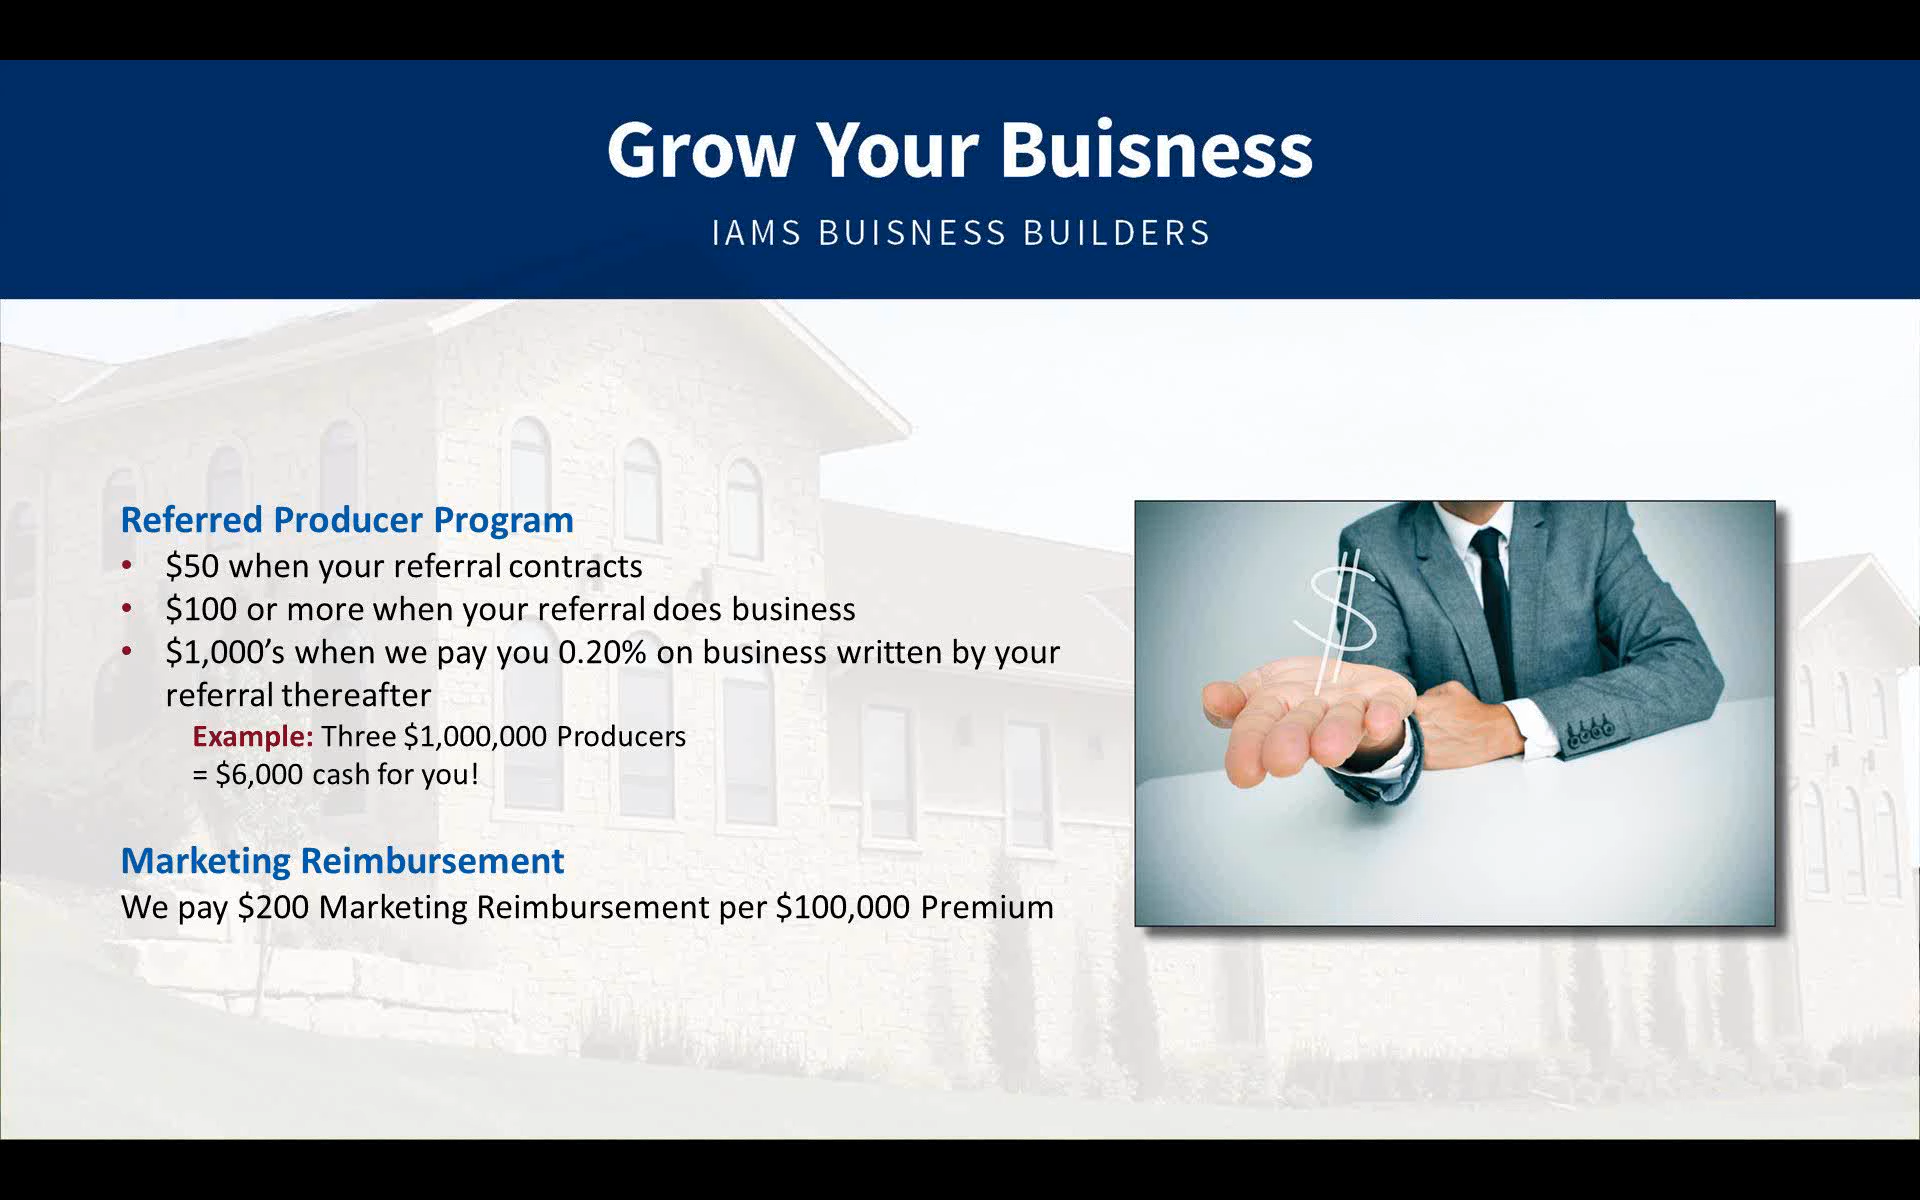 Grow Your Buisness
IAMS BUISNESS BUILDERS
Referred Producer Program
• $50 when your referral contracts
• $100 or more when your referral does business
• $1,000’s when we pay you 0.20% on business written by your
referral thereafter
Example: Three $1,000,000 Producers
= $6,000 cash for you!
Marketing Reimbursement
We pay $200 Marketing Reimbursement per $100,000 Premium
$